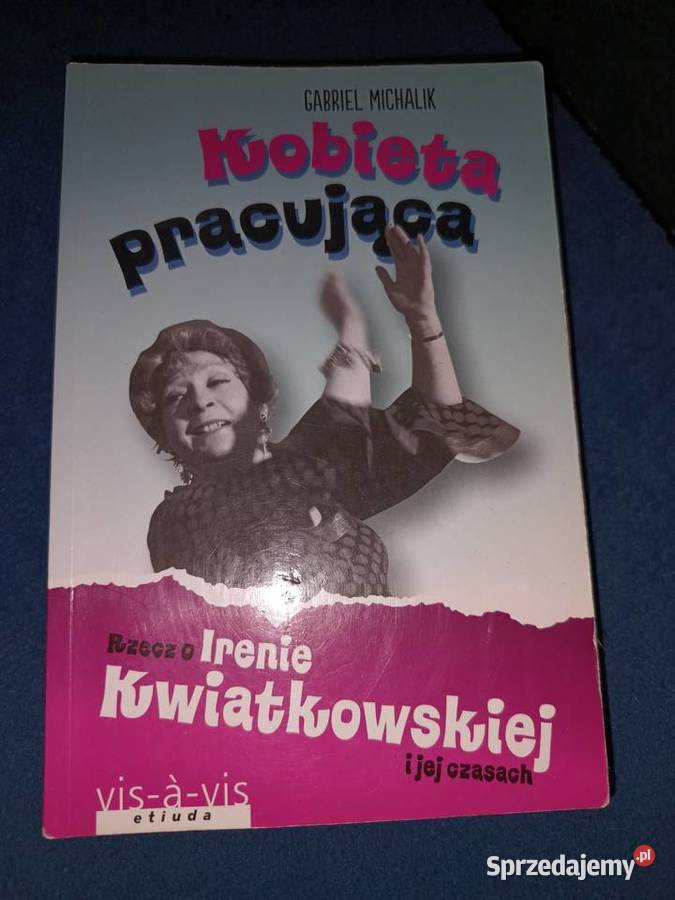 GABRIEL MICHALIK
Kobieta
pracująca
Rzecz o Irenie
Kwiatkowskiej
i jej czasach
vis-à-vis
etiuda
Sprzedajemy.pl